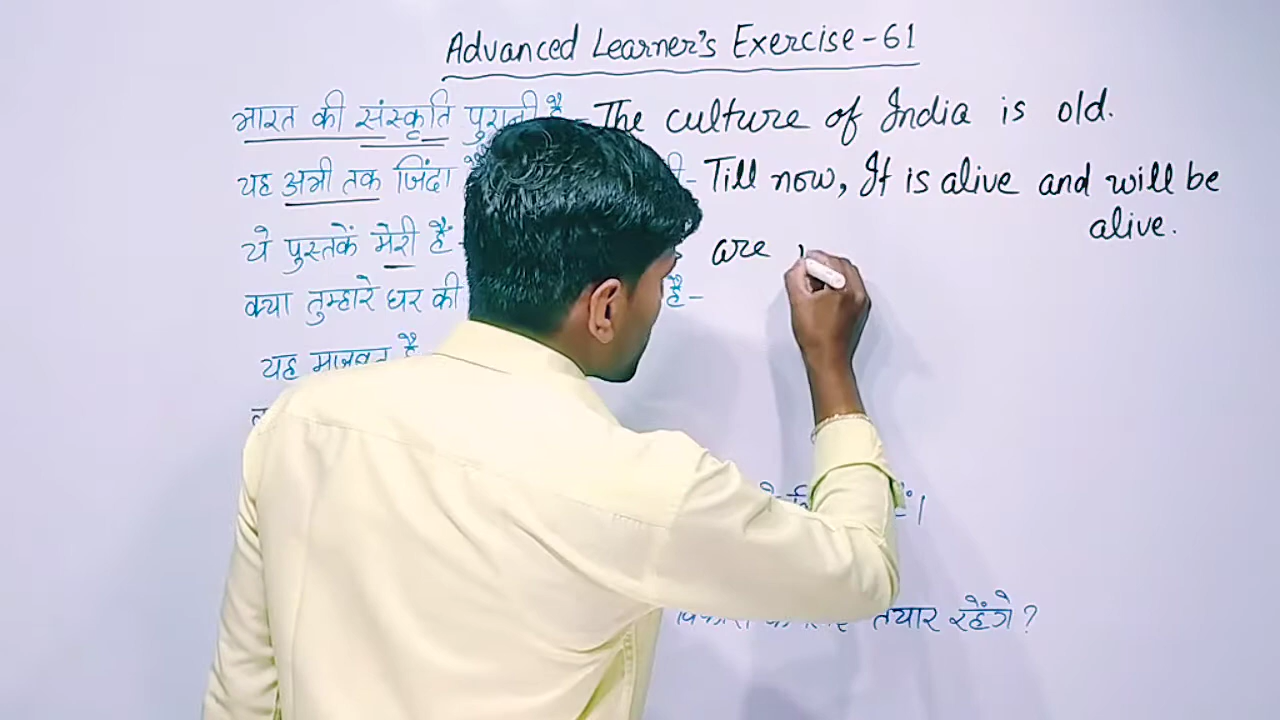 Advanced Learner's Exercise-61
भारत की संस्कृति पुरानी है- The culture of India is old.
यह अभी तक जिंदा - Till now, It is alive and will be
alive.
ये पुस्तकें मेरी हैं- are
क्या तुम्हारे घर की है-
यह मजबूत है
तैयार रहेंगे?